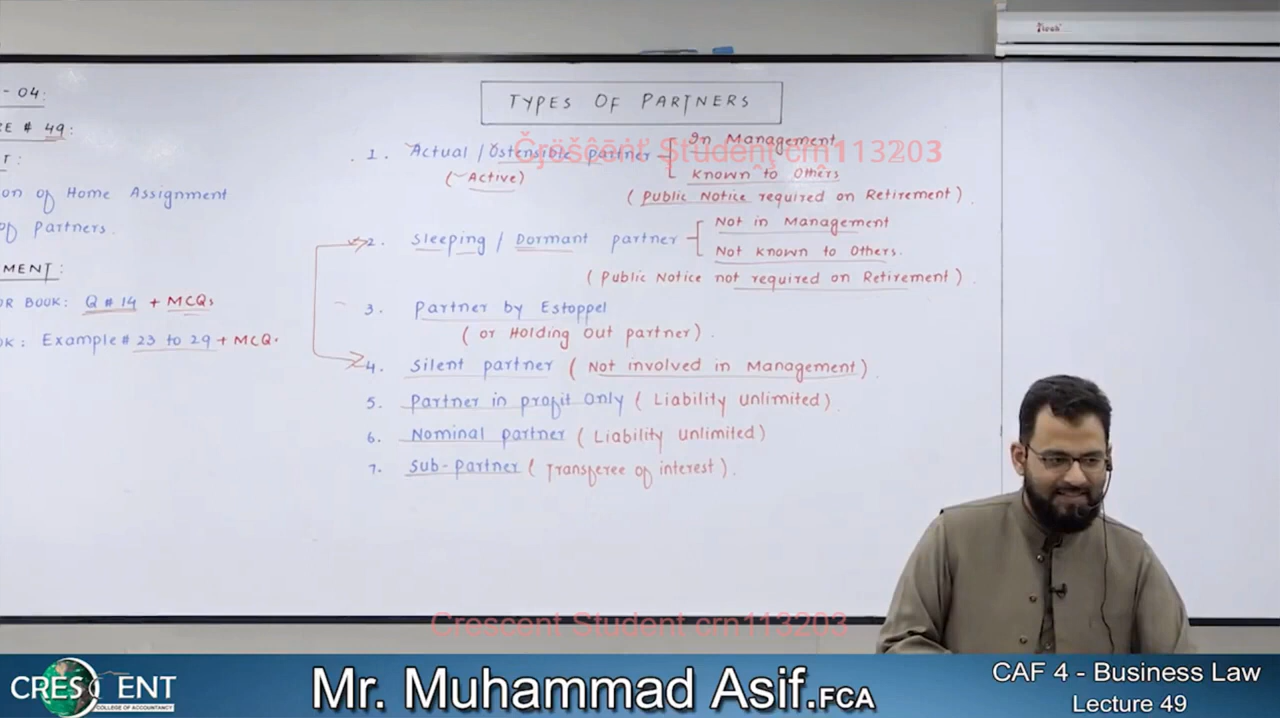 - 04:
RE # 49:
T:
on of Home Assignment
of Partners.
MENT:
OR BOOK: Q # 14 + MCQs
OK: Example # 23 to 29 + MCQ.
TYPES OF PARTNERS
1. Actual / Ostensible partner
(Active)
In Management
Known to Others
(Public Notice required on Retirement).
2. Sleeping / Dormant partner
Not in Management
Not known to Others.
(Public Notice not required on Retirement).
3. Partner by Estoppel
(or Holding Out partner).
4. Silent partner (Not involved in Management).
5. Partner in profit Only (Liability unlimited).
6. Nominal partner (Liability unlimited)
7. Sub-partner (Transferee of interest).
Crescent Student crn113203
Crescent Student crn113203
CRESCENT
COLLEGE OF ACCOUNTANCY
Mr. Muhammad Asif.FCA
CAF 4 - Business Law
Lecture 49